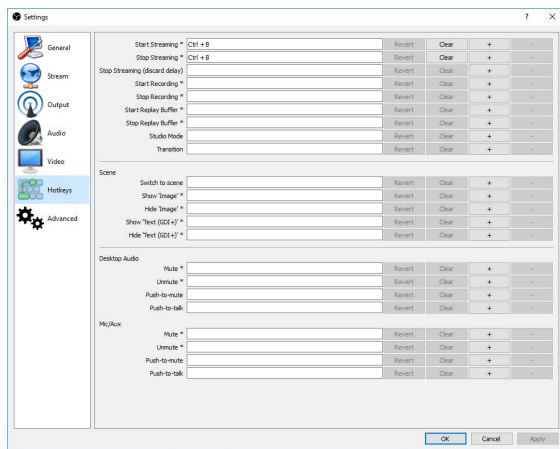 Settings ? ×
General
Stream
Output
Audio
Video
Hotkeys
Advanced
Start Streaming * Ctrl + B Revert Clear + -
Stop Streaming * Ctrl + B Revert Clear + -
Stop Streaming (discard delay) Revert Clear + -
Start Recording * Revert Clear + -
Stop Recording * Revert Clear + -
Start Replay Buffer * Revert Clear + -
Stop Replay Buffer * Revert Clear + -
Studio Mode Revert Clear + -
Transition Revert Clear + -
Scene
Switch to scene Revert Clear + -
Show 'Image' * Revert Clear + -
Hide 'Image' * Revert Clear + -
Show 'Text (GDI+)' * Revert Clear + -
Hide 'Text (GDI+)' * Revert Clear + -
Desktop Audio
Mute * Revert Clear + -
Unmute * Revert Clear + -
Push-to-mute Revert Clear + -
Push-to-talk Revert Clear + -
Mic/Aux
Mute * Revert Clear + -
Unmute * Revert Clear + -
Push-to-mute Revert Clear + -
Push-to-talk Revert Clear + -
OK Cancel Apply